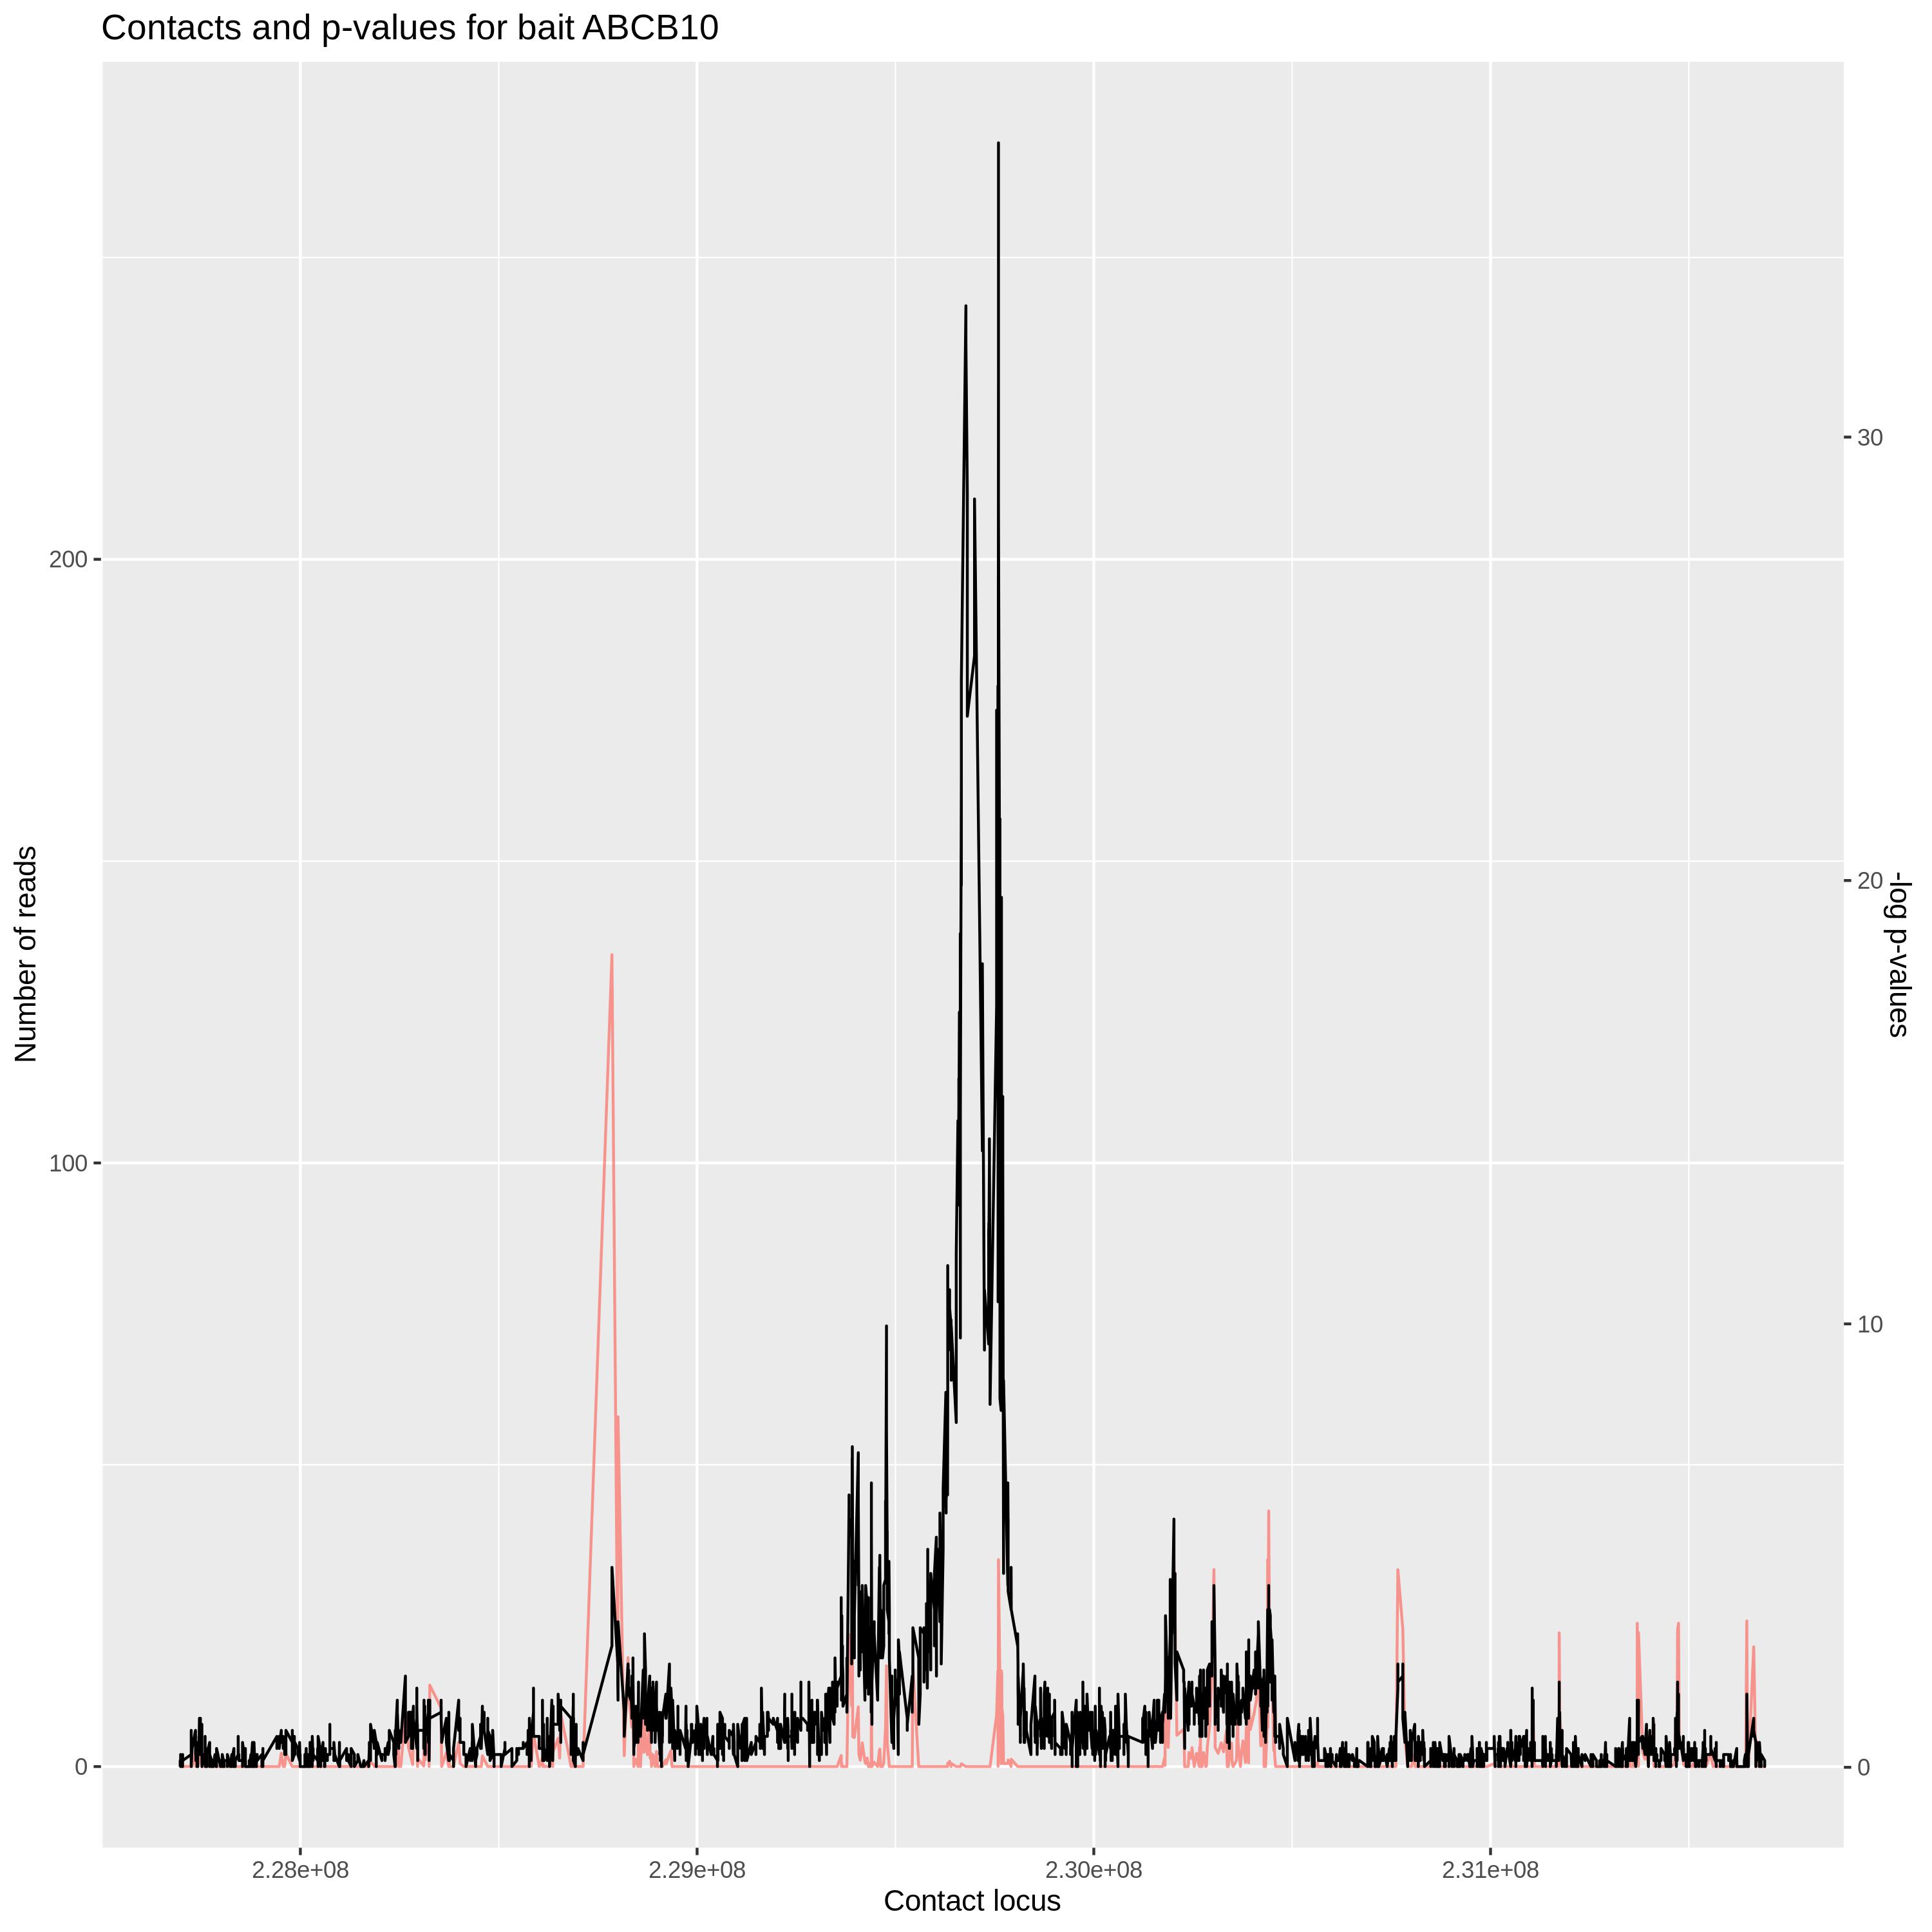 Contacts and p-values for bait ABCB10
200
100
0
Number of reads
30
20
10
0
-log p-values
2.28e+08
2.29e+08
2.30e+08
2.31e+08
Contact locus